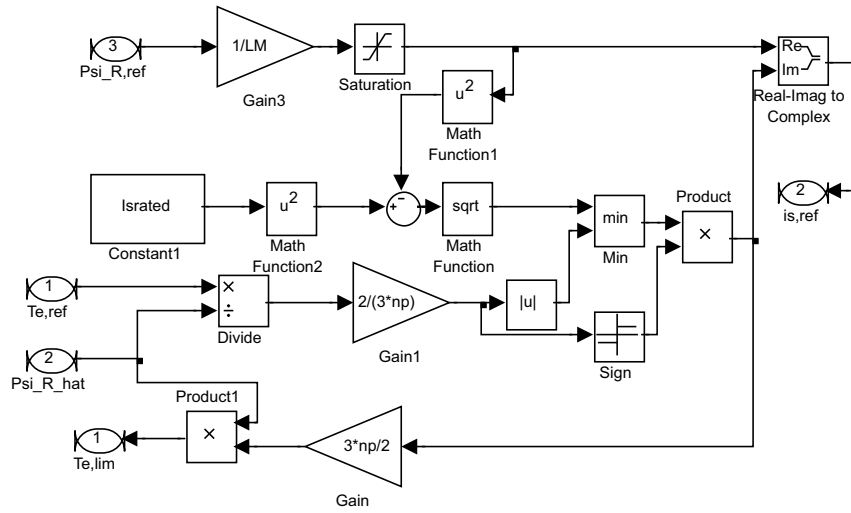 3
Psi_R,ref
1/LM
Gain3
Saturation
Re
Im
Real-Imag to
Complex
u2
Math
Function1
Israted
Constant1
u2
Math
Function2
+
−
sqrt
Math
Function
min
Min
Product
×
2
is,ref
1
Te,ref
×
÷
Divide
2/(3*np)
Gain1
|u|
Sign
2
Psi_R_hat
Product1
×
1
Te,lim
3*np/2
Gain